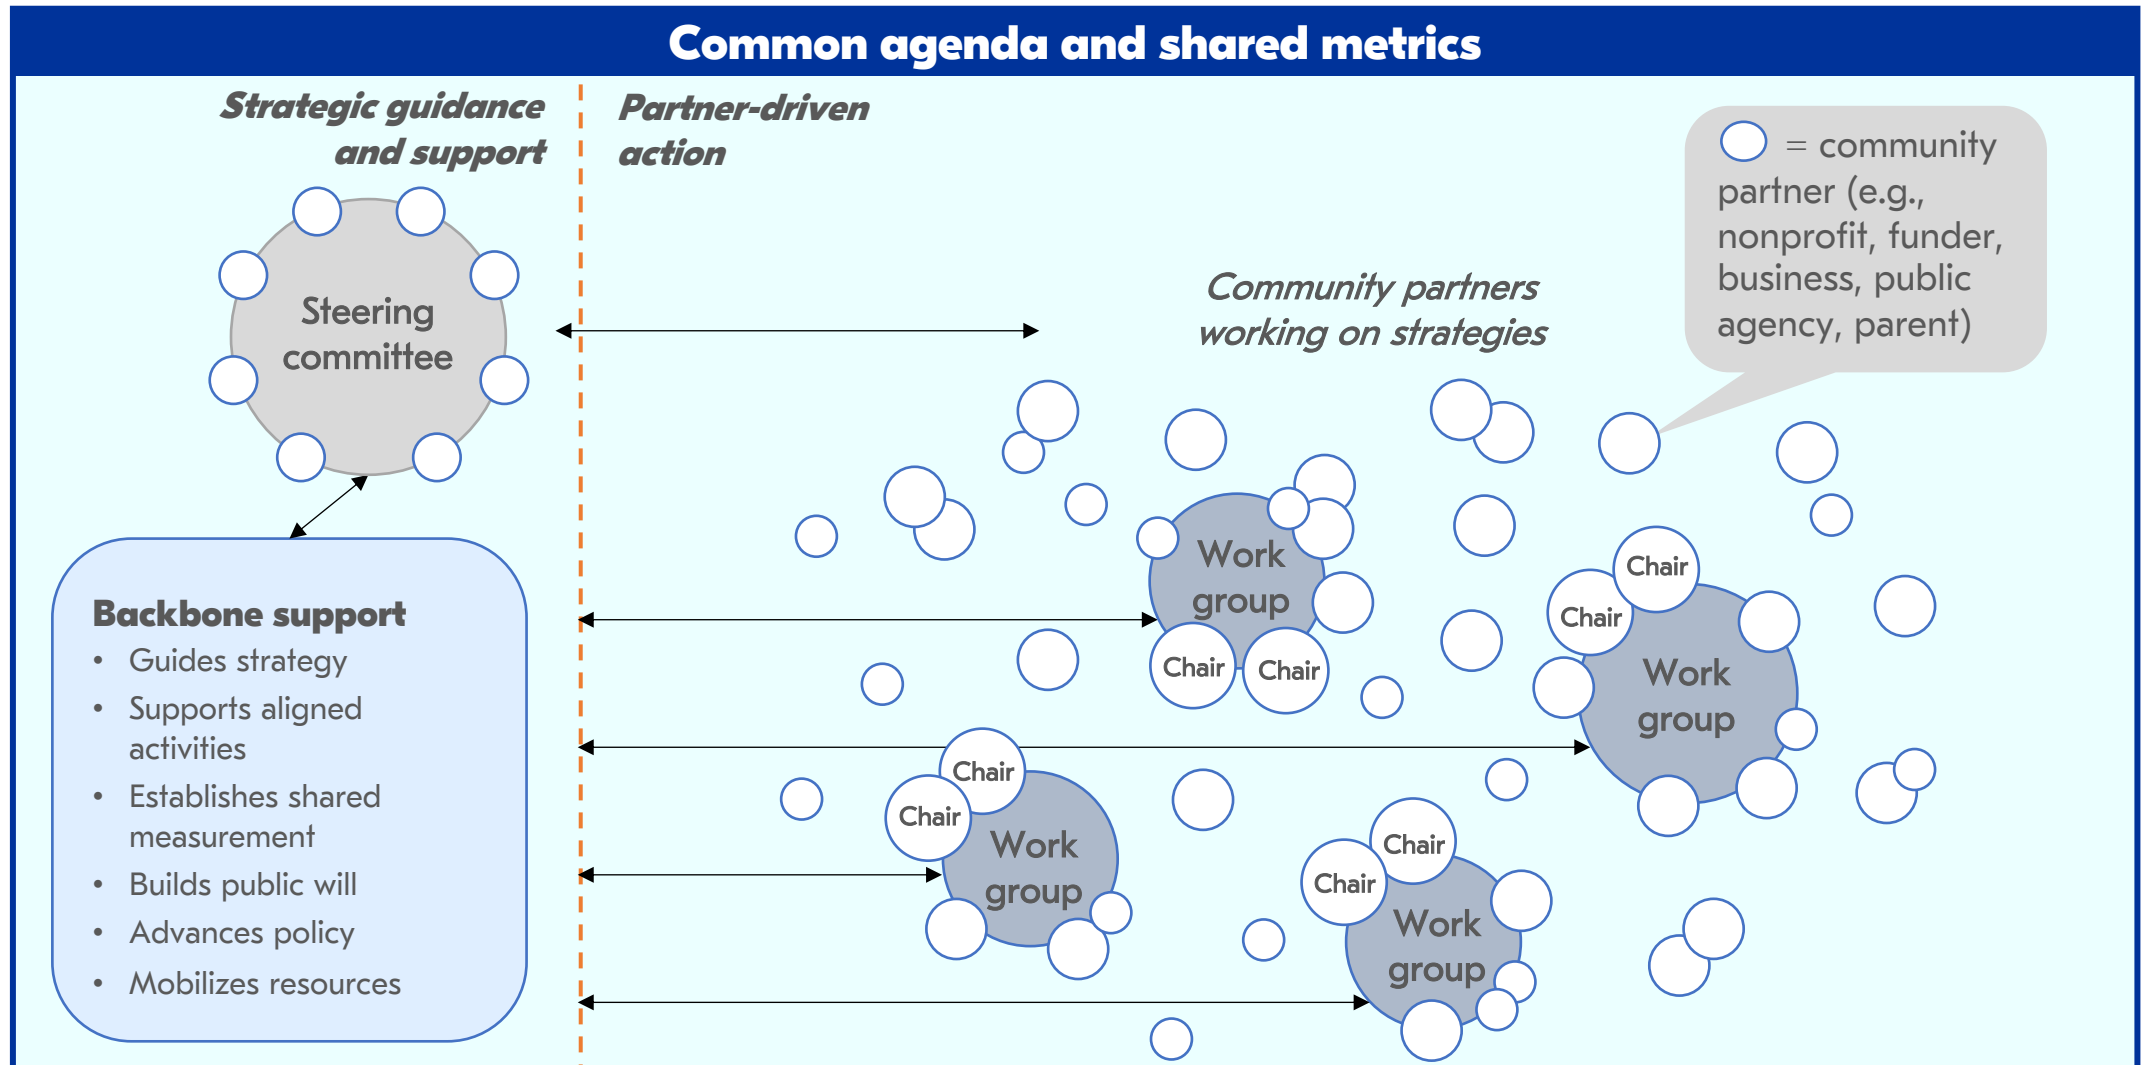 Common agenda and shared metrics
Strategic guidance
and support
Partner-driven
action
= community
partner (e.g.,
nonprofit, funder,
business, public
agency, parent)
Steering
committee
Community partners
working on strategies
Backbone support
• Guides strategy
• Supports aligned
activities
• Establishes shared
measurement
• Builds public will
• Advances policy
• Mobilizes resources
Work
group
Chair
Chair
Chair
Chair
Work
group
Chair
Chair
Work
group
Chair
Chair
Work
group